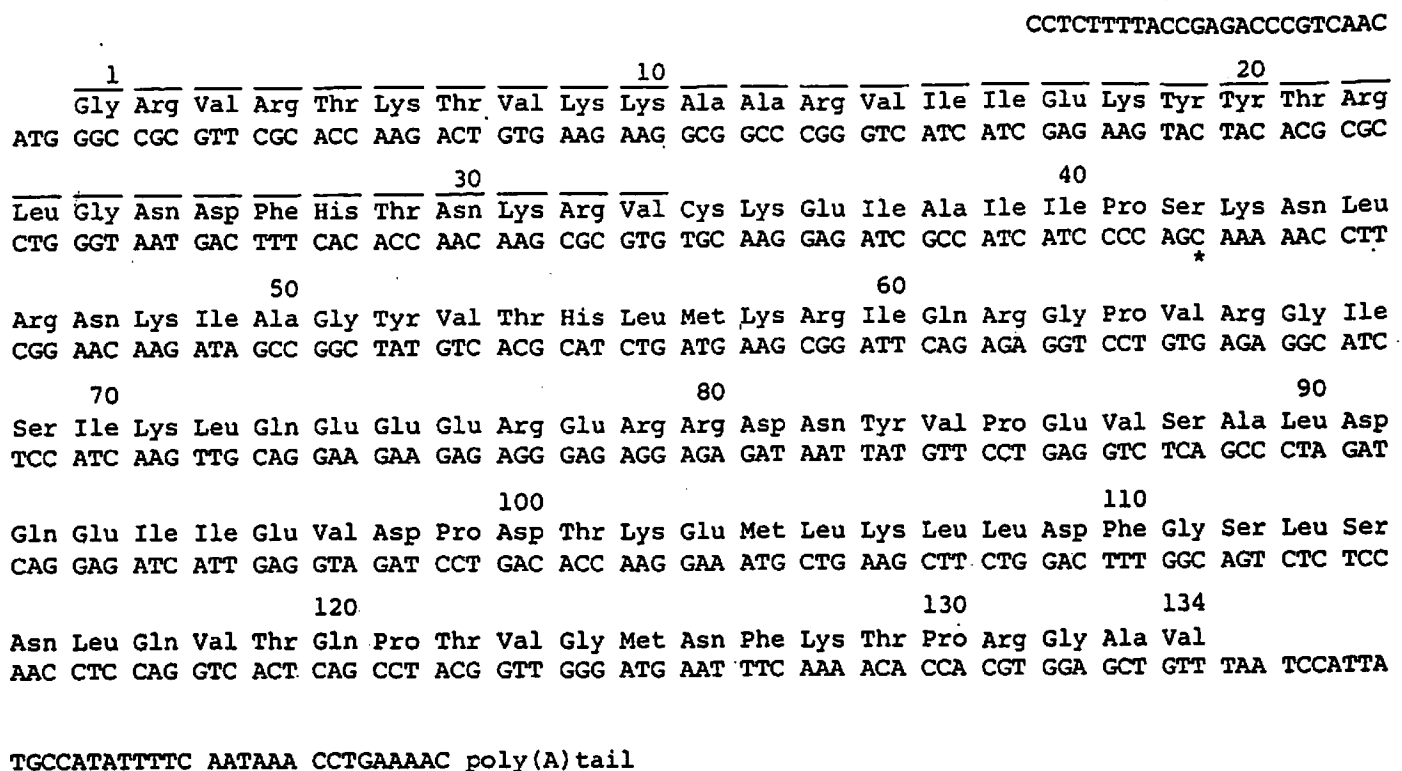 CCTCTTTTACCGAGACCCGTCAAC
1 10 20
Gly Arg Val Arg Thr Lys Thr Val Lys Lys Ala Ala Arg Val Ile Ile Glu Lys Tyr Tyr Thr Arg
ATG GGC CGC GTT CGC ACC AAG ACT GTG AAG AAG GCG GCC CGG GTC ATC ATC GAG AAG TAC TAC ACG CGC
30 40
Leu Gly Asn Asp Phe His Thr Asn Lys Arg Val Cys Lys Glu Ile Ala Ile Ile Pro Ser Lys Asn Leu
CTG GGT AAT GAC TTT CAC ACC AAC AAG CGC GTG TGC AAG GAG ATC GCC ATC ATC CCC AGC AAA AAC CTT
*
50 60
Arg Asn Lys Ile Ala Gly Tyr Val Thr His Leu Met Lys Arg Ile Gln Arg Gly Pro Val Arg Gly Ile
CGG AAC AAG ATA GCC GGC TAT GTC ACG CAT CTG ATG AAG CGG ATT CAG AGA GGT CCT GTG AGA GGC ATC
70 80 90
Ser Ile Lys Leu Gln Glu Glu Glu Arg Glu Arg Arg Asp Asn Tyr Val Pro Glu Val Ser Ala Leu Asp
TCC ATC AAG TTG CAG GAA GAA GAG AGG GAG AGG AGA GAT AAT TAT GTT CCT GAG GTC TCA GCC CTA GAT
100 110
Gln Glu Ile Ile Glu Val Asp Pro Asp Thr Lys Glu Met Leu Lys Leu Leu Asp Phe Gly Ser Leu Ser
CAG GAG ATC ATT GAG GTA GAT CCT GAC ACC AAG GAA ATG CTG AAG CTT CTG GAC TTT GGC AGT CTC TCC
120 130 134
Asn Leu Gln Val Thr Gln Pro Thr Val Gly Met Asn Phe Lys Thr Pro Arg Gly Ala Val
AAC CTC CAG GTC ACT CAG CCT ACG GTT GGG ATG AAT TTC AAA ACA CCA CGT GGA GCT GTT TAA TCCATTA
TGCCATATTTTC AATAAA CCTGAAAAC poly(A)tail